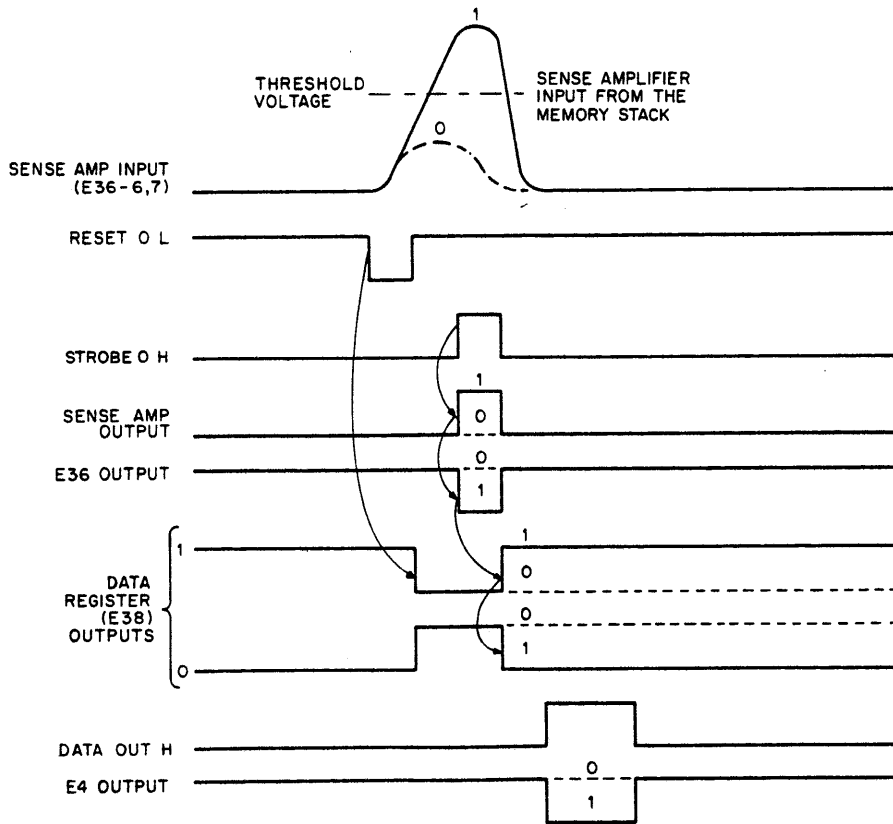 1
THRESHOLD
VOLTAGE
SENSE AMPLIFIER
INPUT FROM THE
MEMORY STACK
0
SENSE AMP INPUT
(E36-6,7)
RESET 0 L
STROBE 0 H
1
SENSE AMP
OUTPUT
0
0
E36 OUTPUT
1
1
1
0
DATA
REGISTER
(E38)
OUTPUTS
0
1
0
DATA OUT H
0
E4 OUTPUT
1